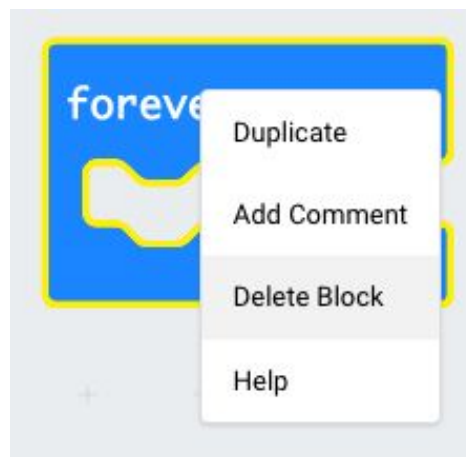 foreve
Duplicate
Add Comment
Delete Block
Help